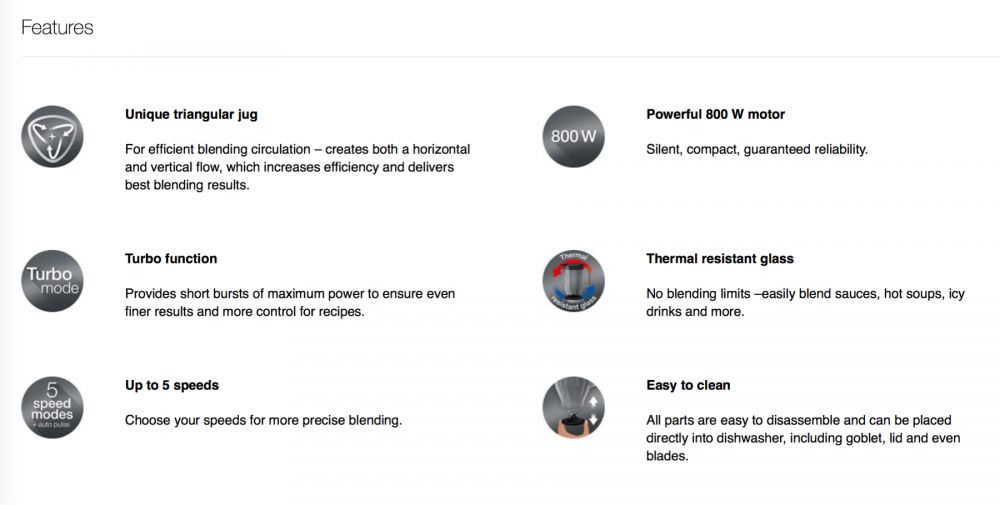 Features
Unique triangular jug
For efficient blending circulation – creates both a horizontal
and vertical flow, which increases efficiency and delivers
best blending results.
800 W
Powerful 800 W motor
Silent, compact, guaranteed reliability.
Turbo
mode
Turbo function
Provides short bursts of maximum power to ensure even
finer results and more control for recipes.
Thermal
resistant glass
Thermal resistant glass
No blending limits –easily blend sauces, hot soups, icy
drinks and more.
5
speed
modes
+ auto pulse
Up to 5 speeds
Choose your speeds for more precise blending.
Easy to clean
All parts are easy to disassemble and can be placed
directly into dishwasher, including goblet, lid and even
blades.